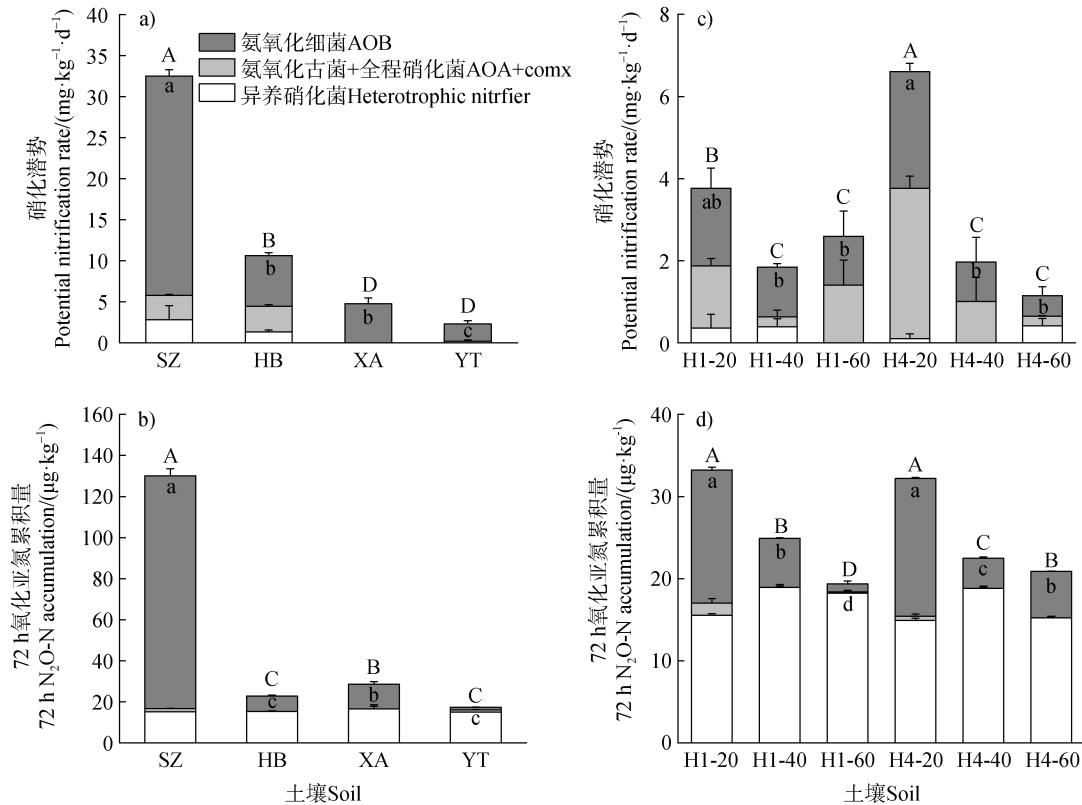 a)
氨氧化细菌AOB
氨氧化古菌+全程硝化菌AOA+comx
异养硝化菌Heterotrophic nitrfier
硝化潜势
Potential nitrification rate/(mg·kg⁻¹·d⁻¹)
40
35
30
25
20
15
10
5
0
A
a
B
b
D
b
D
c
SZ
HB
XA
YT
c)
硝化潜势
Potential nitrification rate/(mg·kg⁻¹·d⁻¹)
8
6
4
2
0
B
ab
C
b
C
b
A
a
C
b
C
b
H1-20
H1-40
H1-60
H4-20
H4-40
H4-60
b)
72 h氧化亚氮累积量
72 h N₂O-N accumulation/(μg·kg⁻¹)
160
140
120
100
80
60
40
20
0
A
a
C
c
B
b
C
c
SZ
HB
XA
YT
土壤Soil
d)
72 h氧化亚氮累积量
72 h N₂O-N accumulation/(μg·kg⁻¹)
40
30
20
10
0
A
a
B
b
D
d
A
a
C
c
B
b
H1-20
H1-40
H1-60
H4-20
H4-40
H4-60
土壤Soil